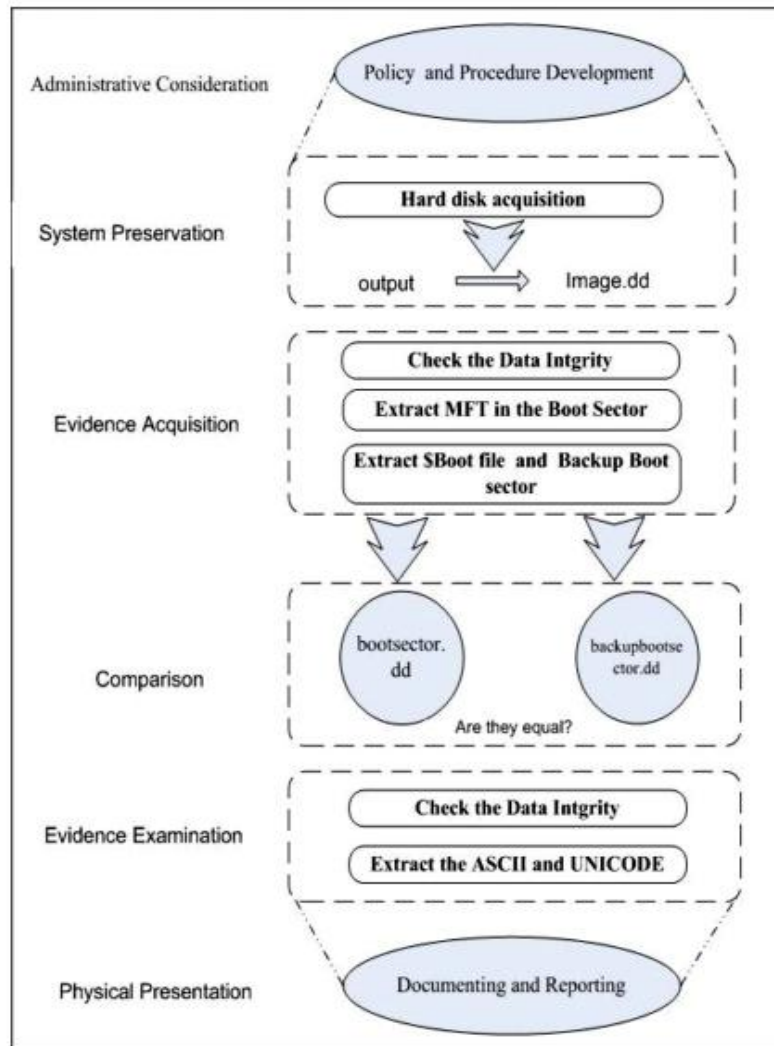 Policy and Procedure Development
Administrative Consideration
Hard disk acquisition
System Preservation
output
Image.dd
Check the Data Intgrity
Extract MFT in the Boot Sector
Evidence Acquisition
Extract $Boot file and Backup Boot
sector
bootsector.
dd
backupbootse
ctor.dd
Comparison
Are they equal?
Check the Data Intgrity
Evidence Examination
Extract the ASCII and UNICODE
Physical Presentation
Documenting and Reporting